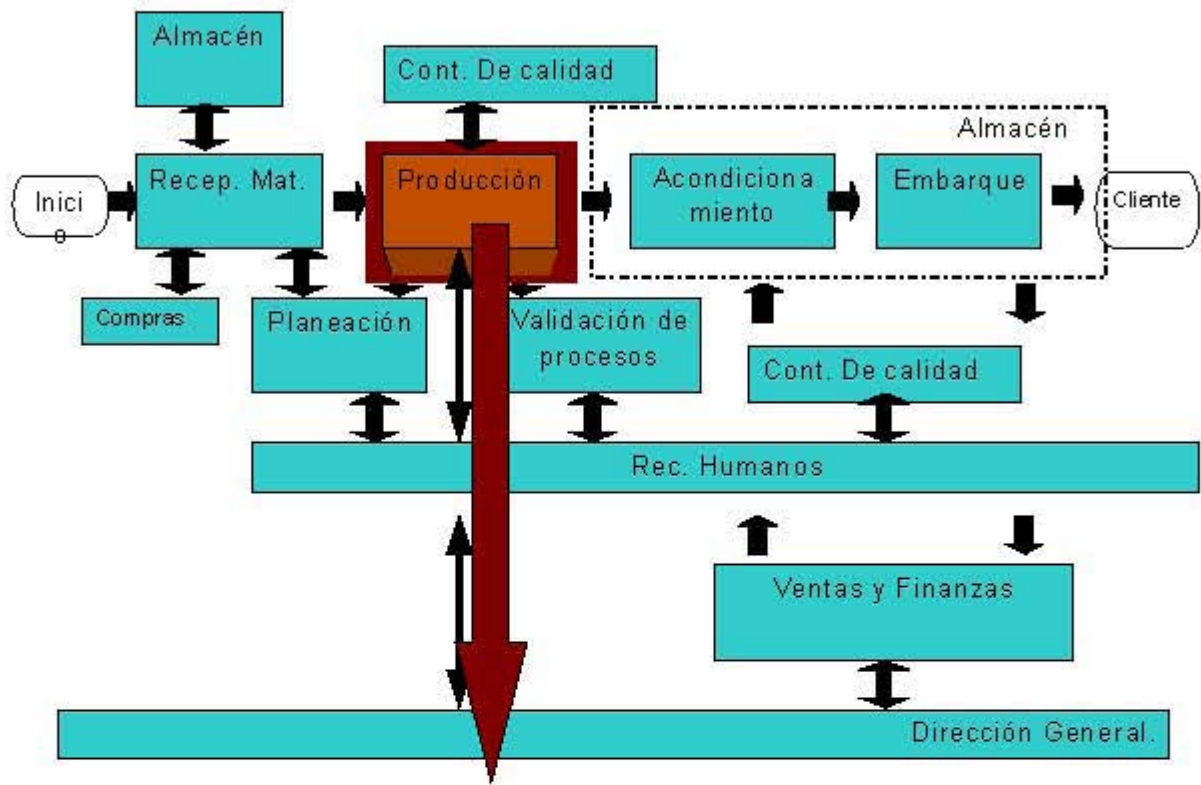 Almacén
Cont. De calidad
Almacén
Inici
o
Recep. Mat.
Producción
Acondiciona
miento
Embarque
Cliente
Compras
Planeación
Validación de
procesos
Cont. De calidad
Rec. Humanos
Ventas y Finanzas
Dirección General.